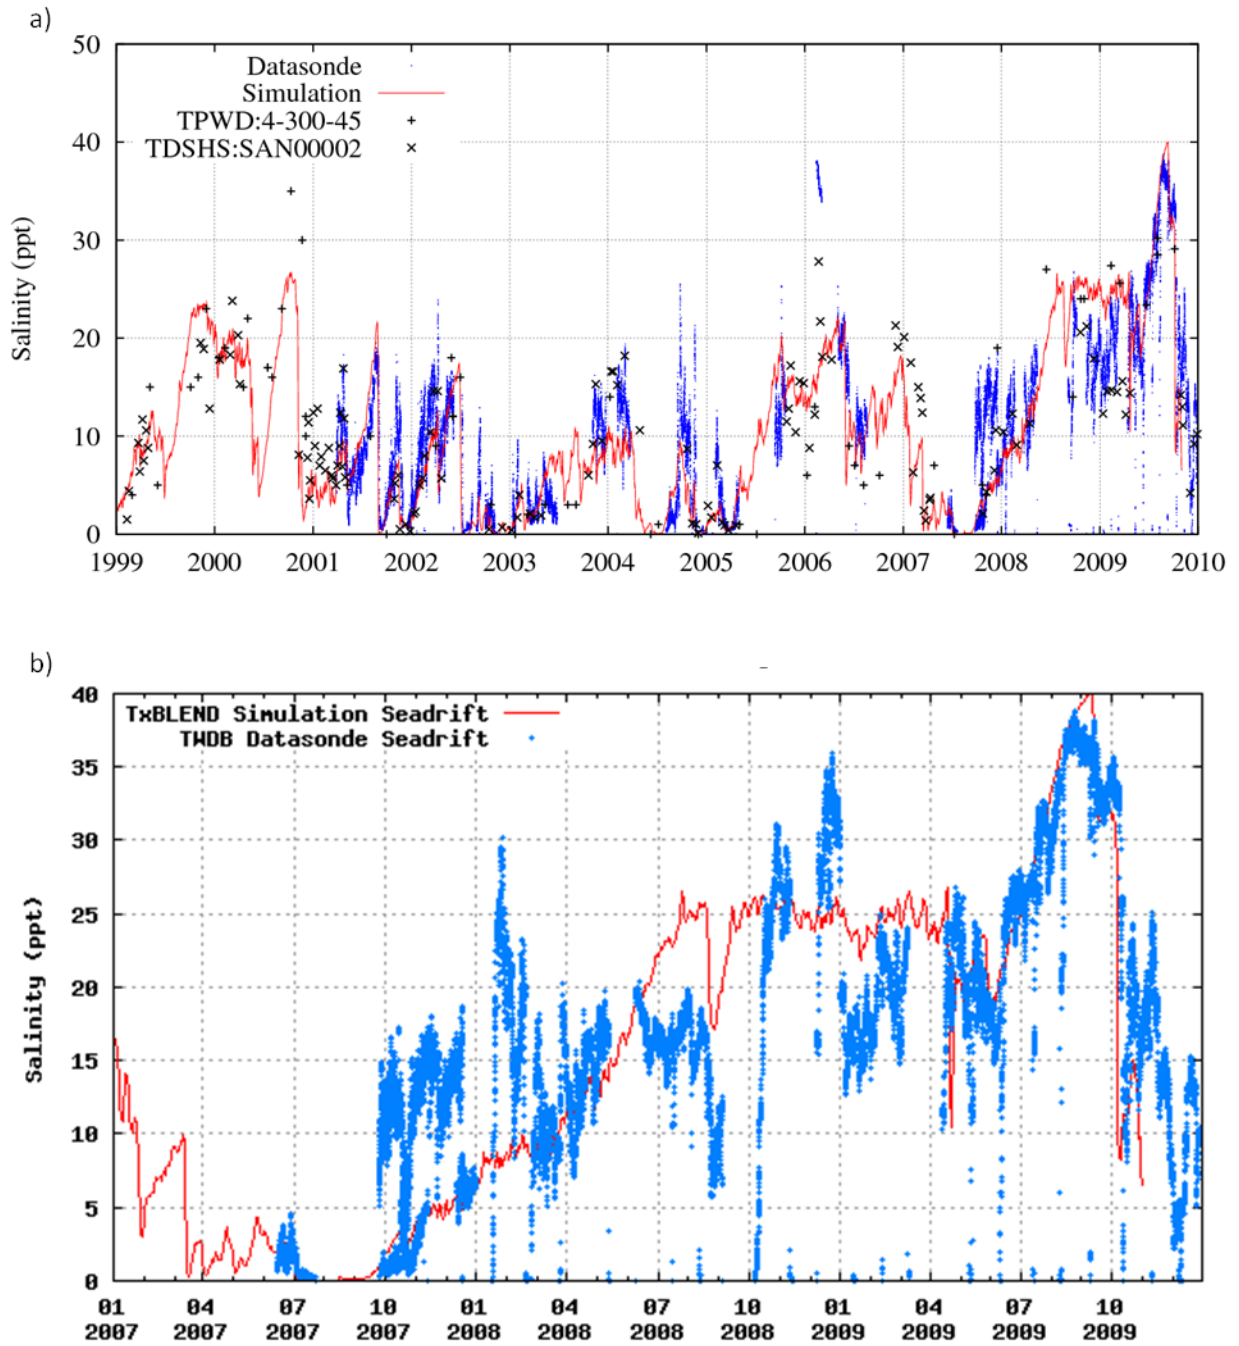 a)
50
40
30
20
10
0
Salinity (ppt)
Datasonde
Simulation
TPWD:4-300-45
TDSHS:SAN00002
1999 2000 2001 2002 2003 2004 2005 2006 2007 2008 2009 2010
b)
40
35
30
25
20
15
10
5
0
Salinity (ppt)
TxBLEND Simulation Seadrift
TWDB Datasonde Seadrift
01 04 07 10 01 04 07 10 01 04 07 10
2007 2007 2007 2007 2008 2008 2008 2008 2009 2009 2009 2009